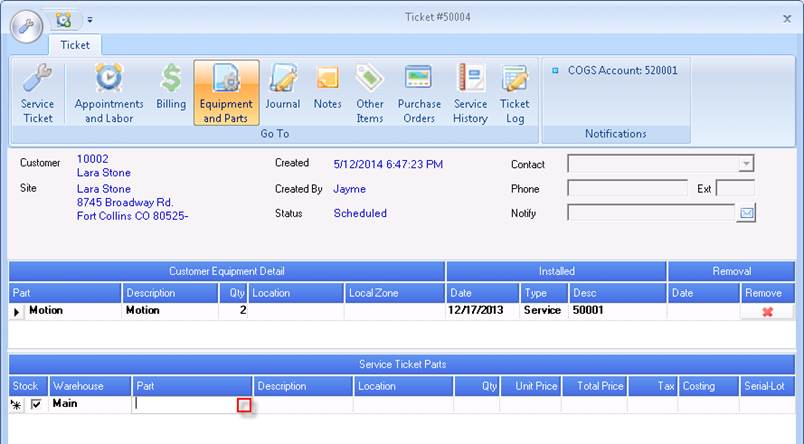 Ticket #50004
Ticket
Service Ticket
Appointments and Labor
Billing
Equipment and Parts
Journal
Notes
Other Items
Purchase Orders
Service History
Ticket Log
COGS Account: 520001
Go To
Notifications
Customer 10002 Created 5/12/2014 6:47:23 PM Contact
Lara Stone
Site Lara Stone Created By Jayme Phone Ext
8745 Broadway Rd.
Fort Collins CO 80525- Status Scheduled Notify
Customer Equipment Detail Installed Removal
Part Description Qty Location Local Zone Date Type Desc Date Remove
Motion Motion 2 12/17/2013 Service 50001
Service Ticket Parts
Stock Warehouse Part Description Location Qty Unit Price Total Price Tax Costing Serial-Lot
Main